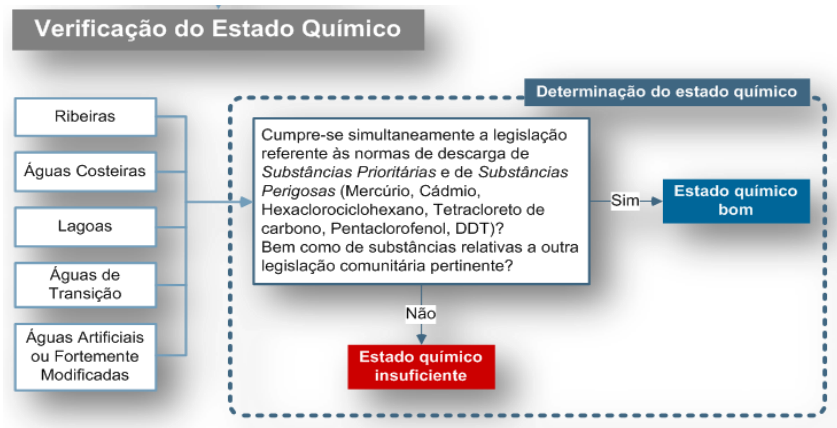 Verificação do Estado Químico
Determinação do estado químico
Ribeiras
Águas Costeiras
Lagoas
Águas de
Transição
Águas Artificiais
ou Fortemente
Modificadas
Cumpre-se simultaneamente a legislação
referente às normas de descarga de
Substâncias Prioritárias e de Substâncias
Perigosas (Mercúrio, Cádmio,
Hexaclorociclohexano, Tetracloreto de
carbono, Pentaclorofenol, DDT)?
Bem como de substâncias relativas a outra
legislação comunitária pertinente?
Sim
Estado químico
bom
Não
Estado químico
insuficiente